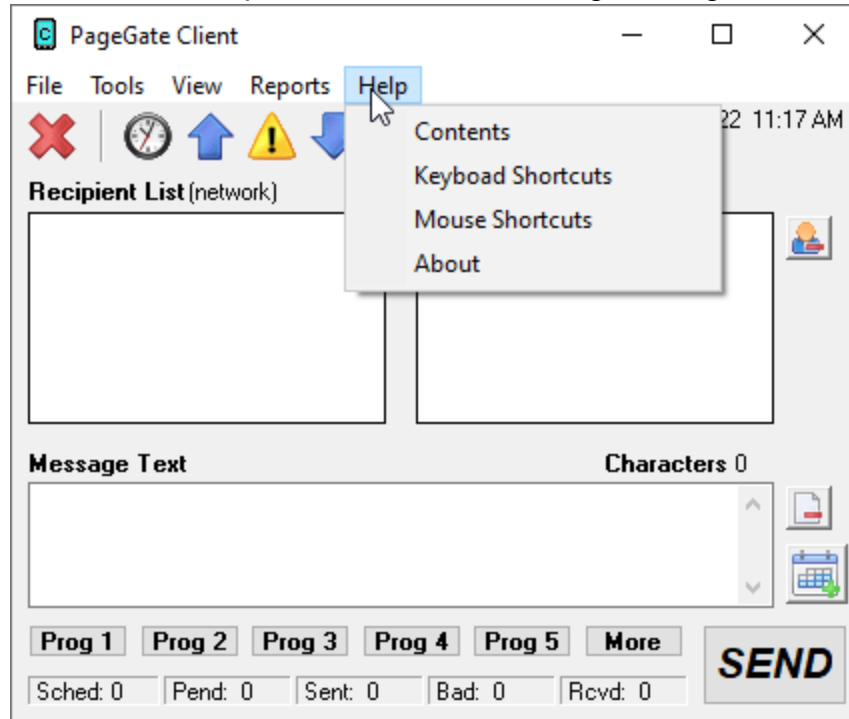 PageGate Client
File Tools View Reports Help
22 11:17 AM
Contents
Keyboad Shortcuts
Mouse Shortcuts
About
Recipient List (network)
Message Text Characters 0
Prog 1 Prog 2 Prog 3 Prog 4 Prog 5 More
SEND
Sched: 0 Pend: 0 Sent: 0 Bad: 0 Rcvd: 0